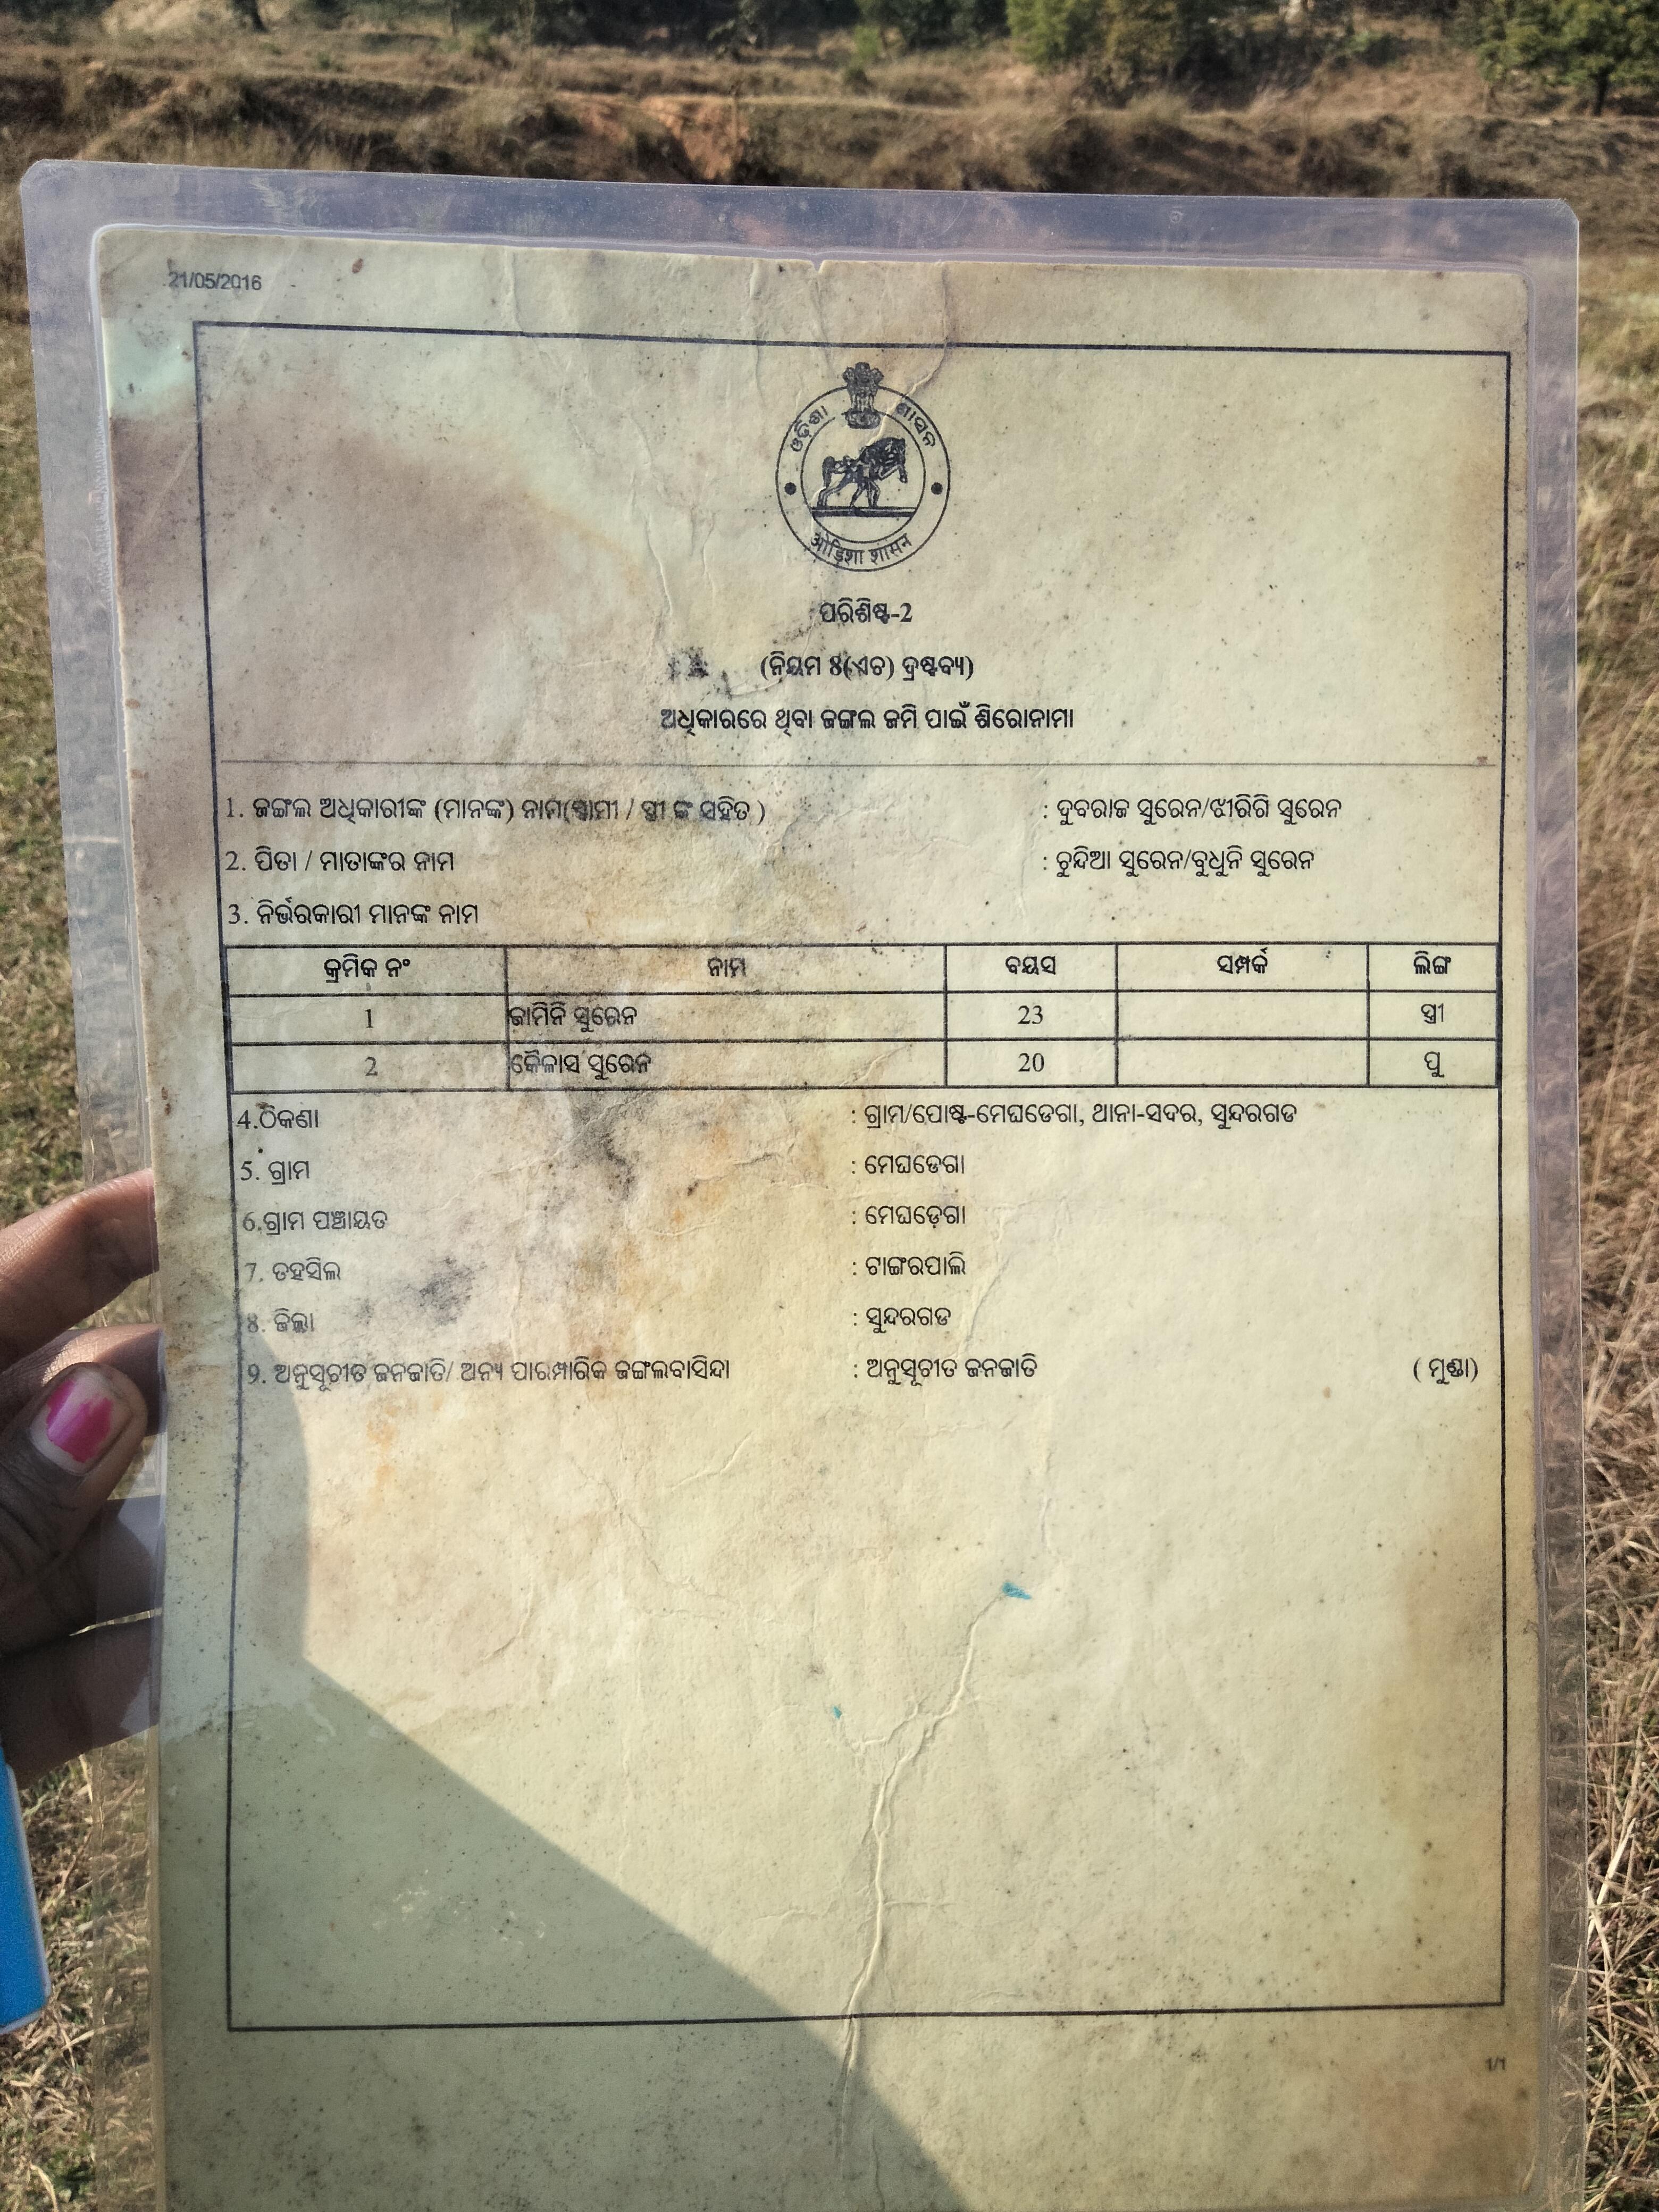 21/05/2016
ଓଡ଼ିଶା ଶାସନ
ओड़िशा शासन
ପରିଶିଷ୍ଟ-2
(ନିୟମ ୫(ଏଚ) ଦ୍ରଷ୍ଟବ୍ୟ)
ଅଧିକାରରେ ଥିବା ଜଙ୍ଗଲ ଜମି ପାଇଁ ଶିରୋନାମା
1. ଜଙ୍ଗଲ ଅଧିକାରୀଙ୍କ (ମାନଙ୍କ) ନାମ(ସ୍ଵାମୀ / ସ୍ତ୍ରୀ ଙ୍କ ସହିତ ) : ଦୁବରାଜ ସୁରେନ/ଝୀରିଗି ସୁରେନ
2. ପିତା / ମାତାଙ୍କର ନାମ : ଚୁନ୍ଦିଆ ସୁରେନ/ବୁଧୁନି ସୁରେନ
3. ନିର୍ଭରକାରୀ ମାନଙ୍କ ନାମ
କ୍ରମିକ ନଂ ନାମ ବୟସ ସମ୍ପର୍କ ଲିଙ୍ଗ
1 ଜାମିନି ସୁରେନ 23 ସ୍ତ୍ରୀ
2 କୈଳାସ ସୁରେନ 20 ପୁ
4.ଠିକଣା : ଗ୍ରାମ/ପୋଷ୍ଟ-ମେଘଡେଗା, ଥାନା-ସଦର, ସୁନ୍ଦରଗଡ
5. ଗ୍ରାମ : ମେଘଡେଗା
6.ଗ୍ରାମ ପଞ୍ଚାୟତ : ମେଘଡ଼େଗା
7. ତହସିଲ : ଟାଙ୍ଗରପାଲି
8. ଜିଲ୍ଲା : ସୁନ୍ଦରଗଡ
9. ଅନୁସୂଚୀତ ଜନଜାତି/ ଅନ୍ୟ ପାରମ୍ପାରିକ ଜଙ୍ଗଲବାସିନ୍ଦା : ଅନୁସୂଚୀତ ଜନଜାତି ( ମୁଣ୍ଡା)
1/1